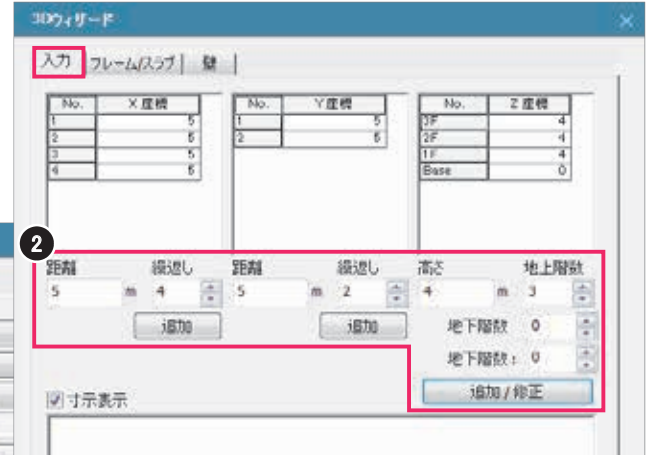 3Dウィザード
入力 フレーム/スラブ 壁
No. X座標 No. Y座標 No. Z座標
1 5 1 5 3F 4
2 5 2 5 2F 4
3 5 1F 4
4 5 Base 0
2
距離 繰返し 距離 繰返し 高さ 地上階数
5 m 4 5 m 2 4 m 3
追加 追加 地下階数 0
地下階数: 0
追加/修正
寸示表示